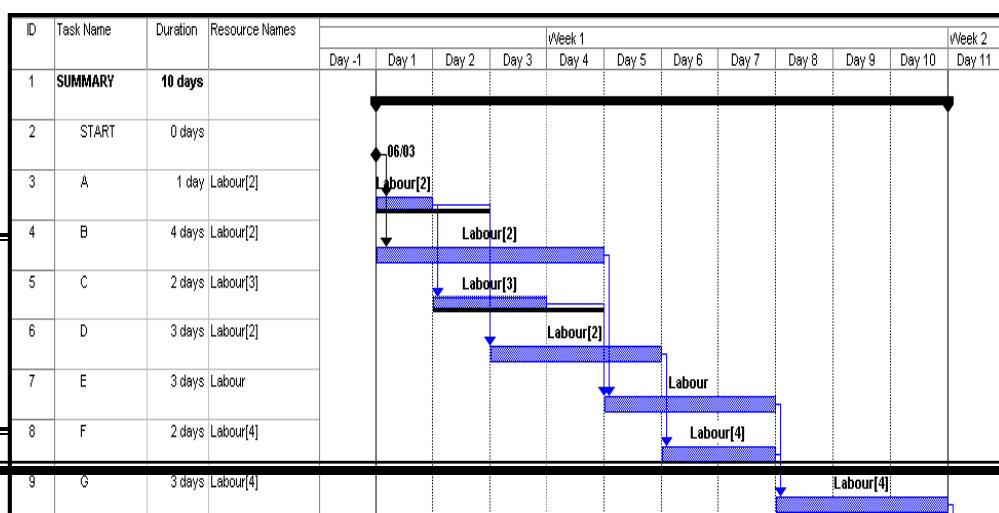 ID Task Name Duration Resource Names Week 1 Week 2
Day -1 Day 1 Day 2 Day 3 Day 4 Day 5 Day 6 Day 7 Day 8 Day 9 Day 10 Day 11
1 SUMMARY 10 days
2 START 0 days
06/03
3 A 1 day Labour[2] Labour[2]
4 B 4 days Labour[2] Labour[2]
5 C 2 days Labour[3] Labour[3]
6 D 3 days Labour[2] Labour[2]
7 E 3 days Labour Labour
8 F 2 days Labour[4] Labour[4]
9 G 3 days Labour[4] Labour[4]